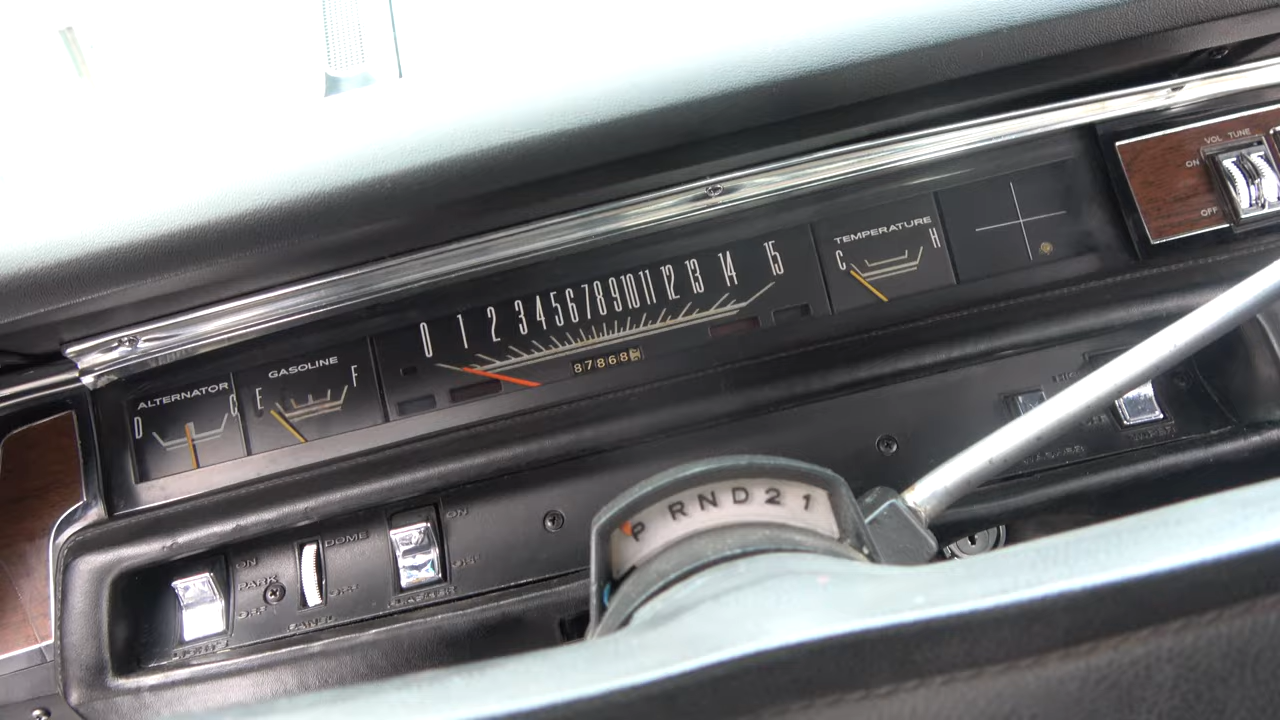 ALTERNATOR
D C
GASOLINE
E F
0 1 2 3 4 5 6 7 8 9 10 11 12 13 14 15
87868
TEMPERATURE
C H
VOL TUNE
ON
OFF
P R N D 2 1
ON
PARK
OFF
DOME
OFF
ON
OFF